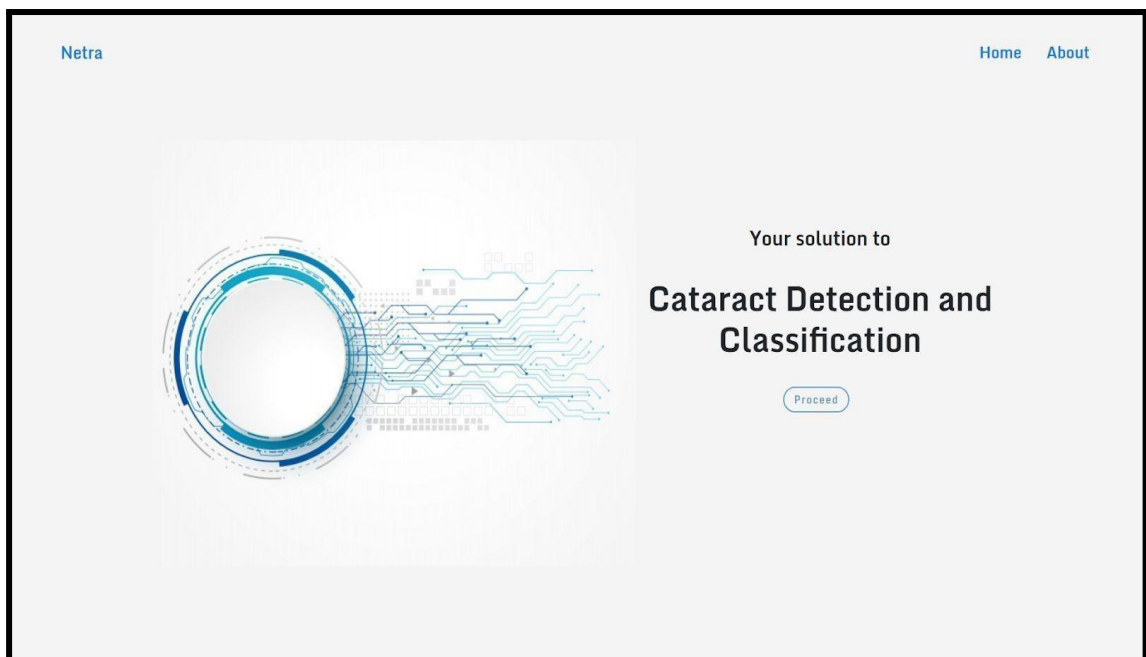 Netra
Home
About
Your solution to
Cataract Detection and
Classification
Proceed